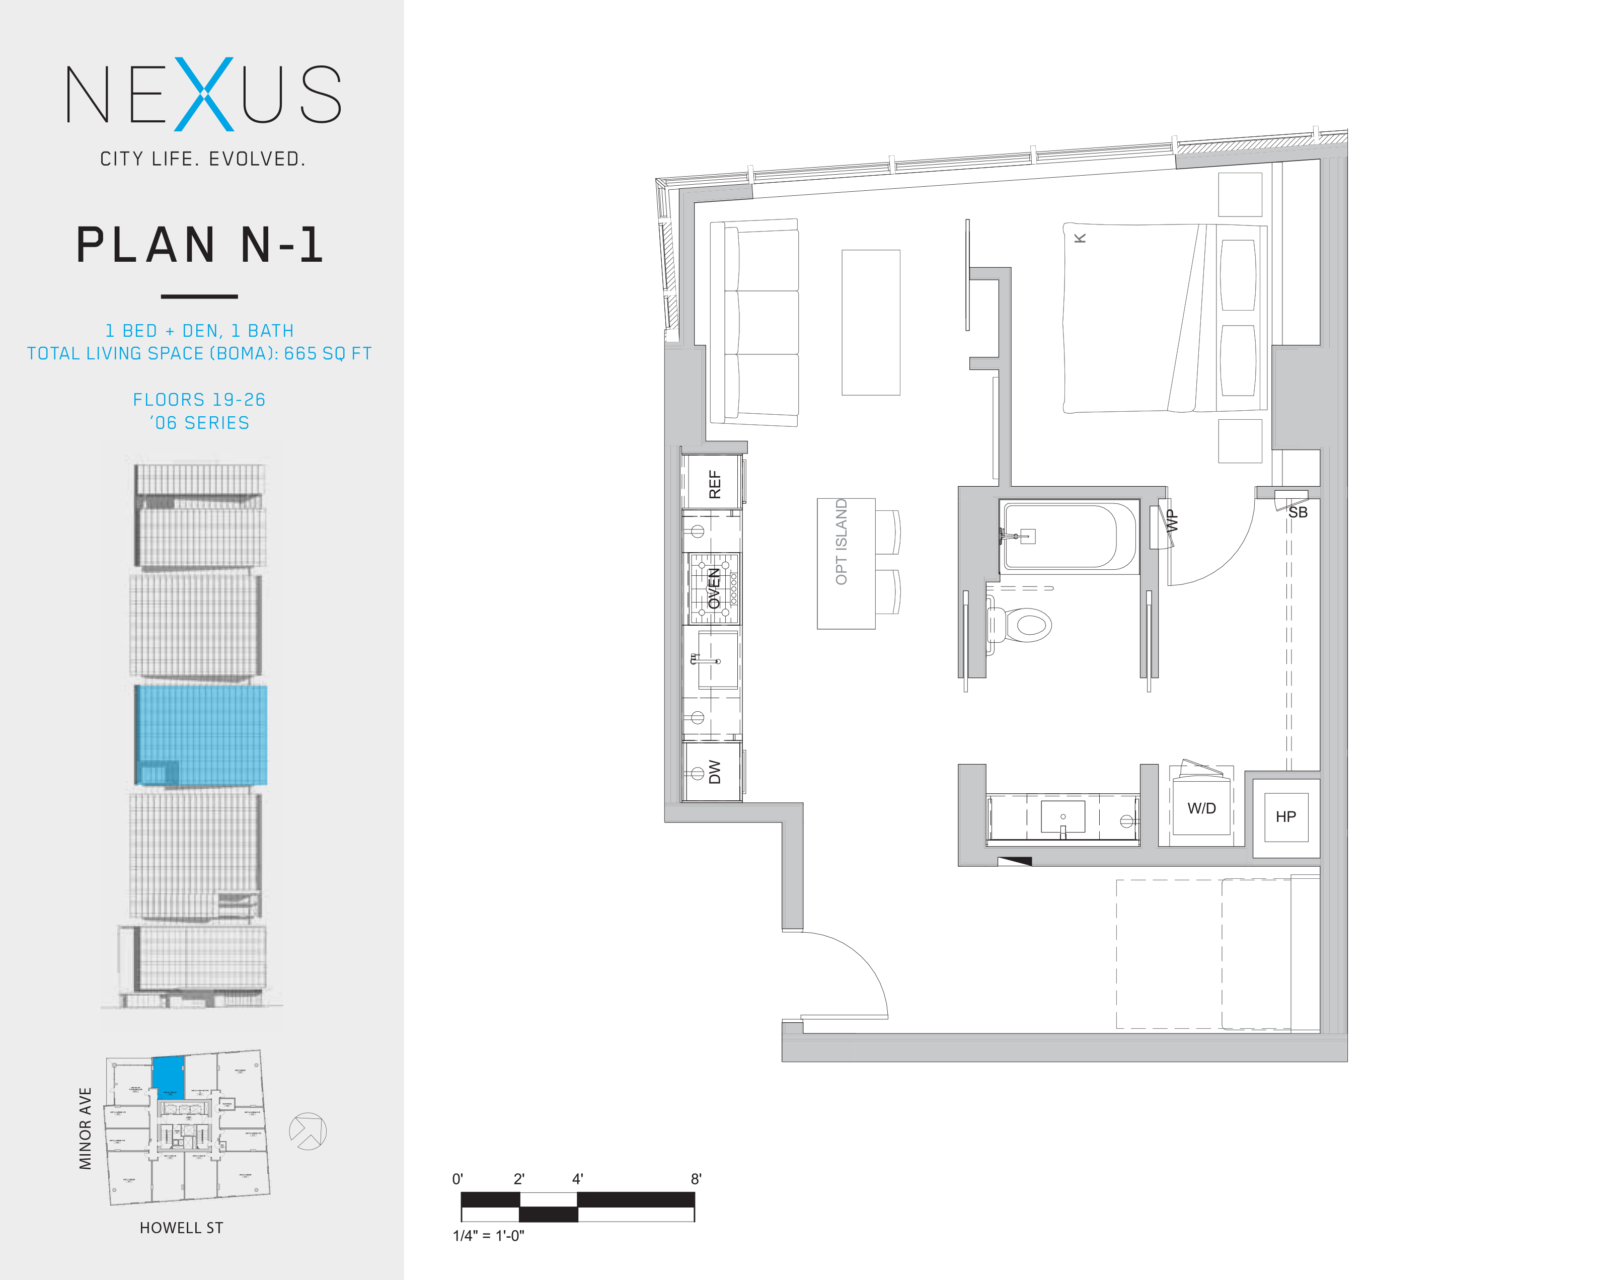 NEXUS
CITY LIFE. EVOLVED.
PLAN N-1
1 BED + DEN, 1 BATH
TOTAL LIVING SPACE (BOMA): 665 SQ FT
FLOORS 19-26
‘06 SERIES
MINOR AVE
HOWELL ST
K
REF
OPT ISLAND
WP
SB
OVEN
DW
W/D
HP
0' 2' 4' 8'
1/4" = 1'-0"